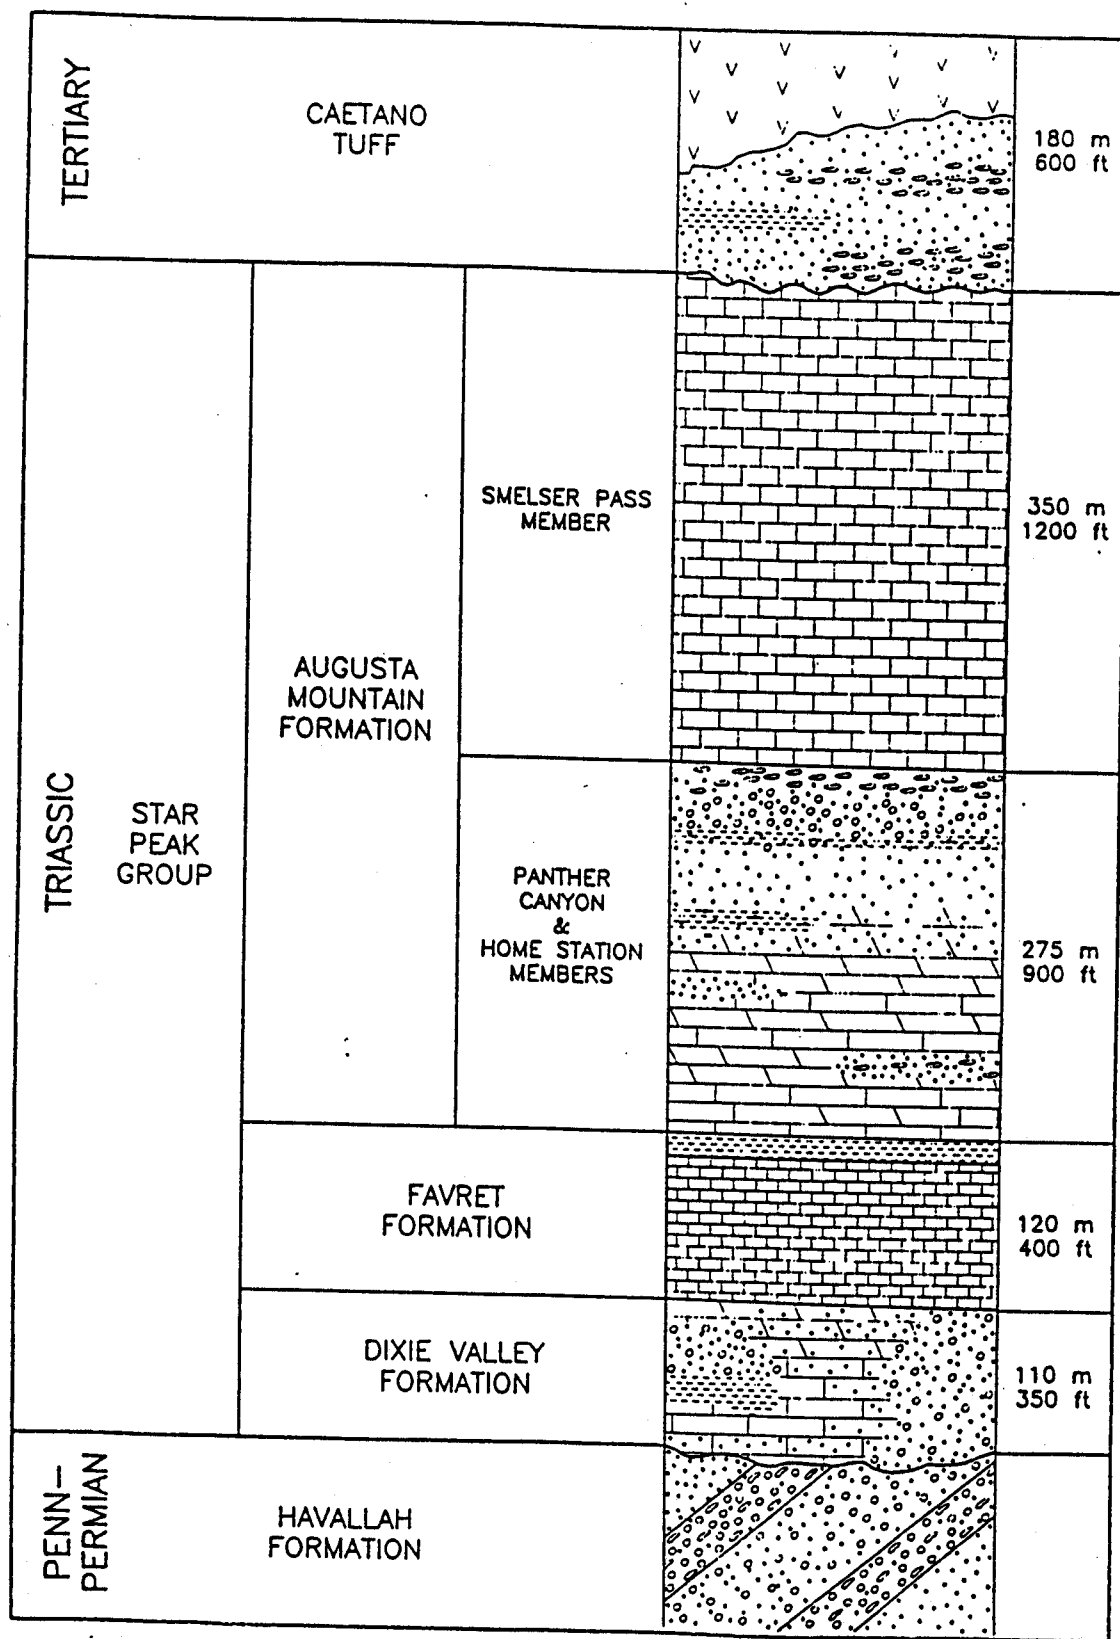 TERTIARY
CAETANO
TUFF
180 m
600 ft
TRIASSIC
STAR
PEAK
GROUP
AUGUSTA
MOUNTAIN
FORMATION
SMELSER PASS
MEMBER
350 m
1200 ft
PANTHER
CANYON
&
HOME STATION
MEMBERS
275 m
900 ft
FAVRET
FORMATION
120 m
400 ft
DIXIE VALLEY
FORMATION
110 m
350 ft
PENN-
PERMIAN
HAVALLAH
FORMATION